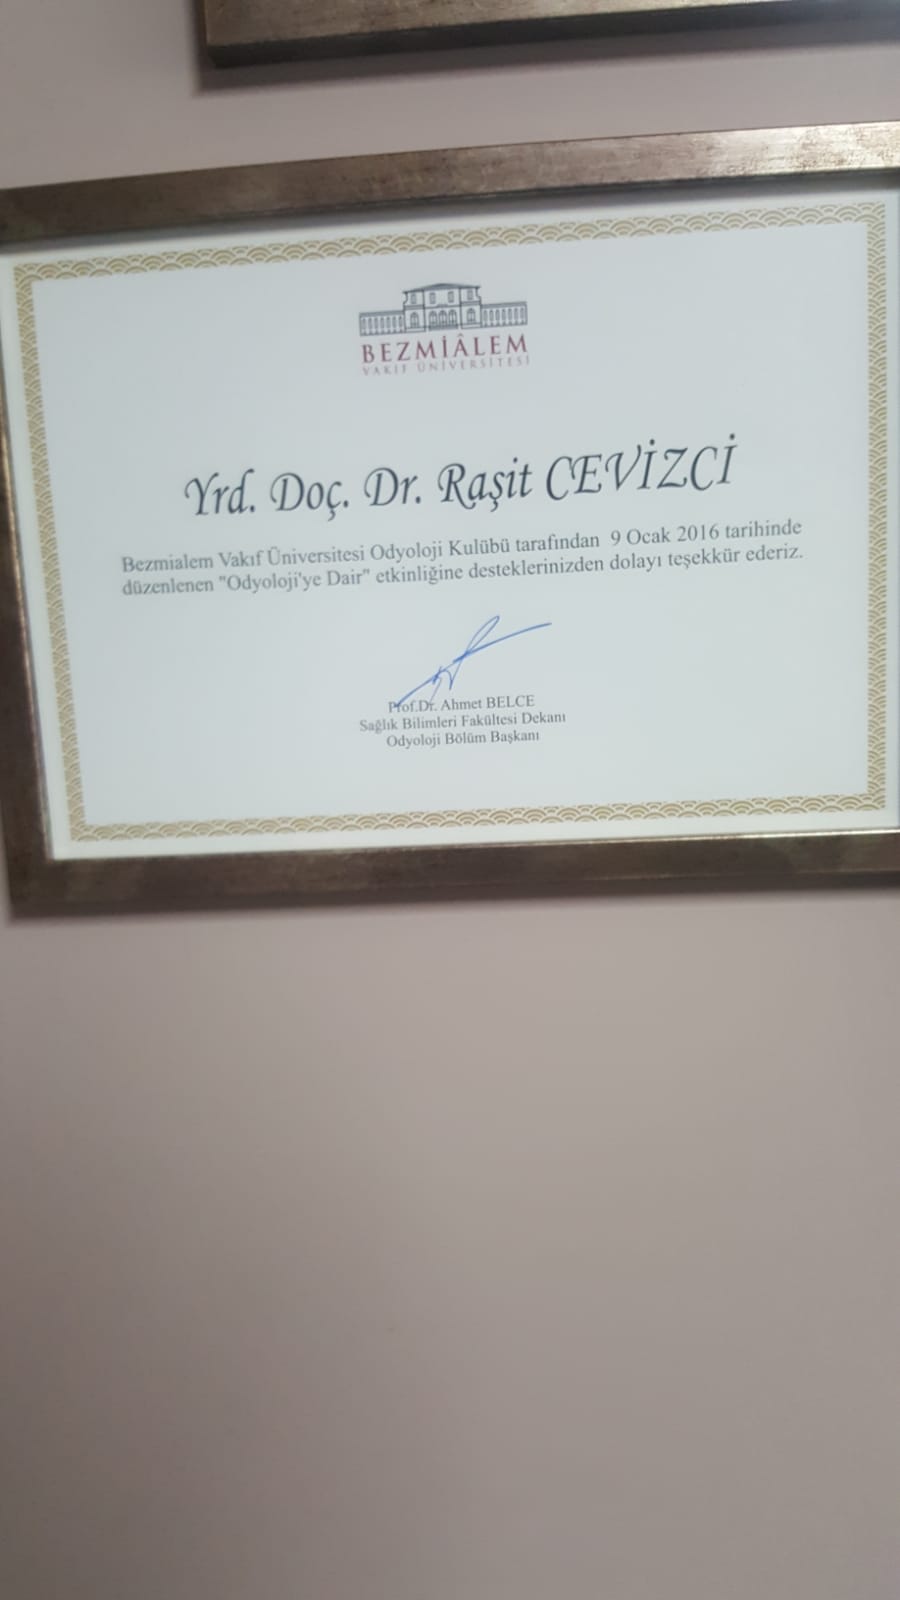 BEZMİÂLEM
VAKIF ÜNİVERSİTESİ
Yrd. Doç. Dr. Raşit CEVİZCİ
Bezmialem Vakıf Üniversitesi Odyoloji Kulübü tarafından 9 Ocak 2016 tarihinde
düzenlenen "Odyoloji'ye Dair" etkinliğine desteklerinizden dolayı teşekkür ederiz.
Prof.Dr. Ahmet BELCE
Sağlık Bilimleri Fakültesi Dekanı
Odyoloji Bölüm Başkanı